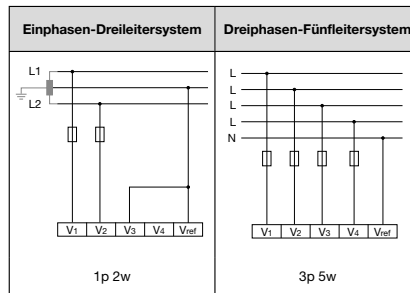 Einphasen-Dreileitersystem
L1
L2
V1 V2 V3 V4 Vref
1p 2w
Dreiphasen-Fünfleitersystem
L
L
L
L
N
V1 V2 V3 V4 Vref
3p 5w